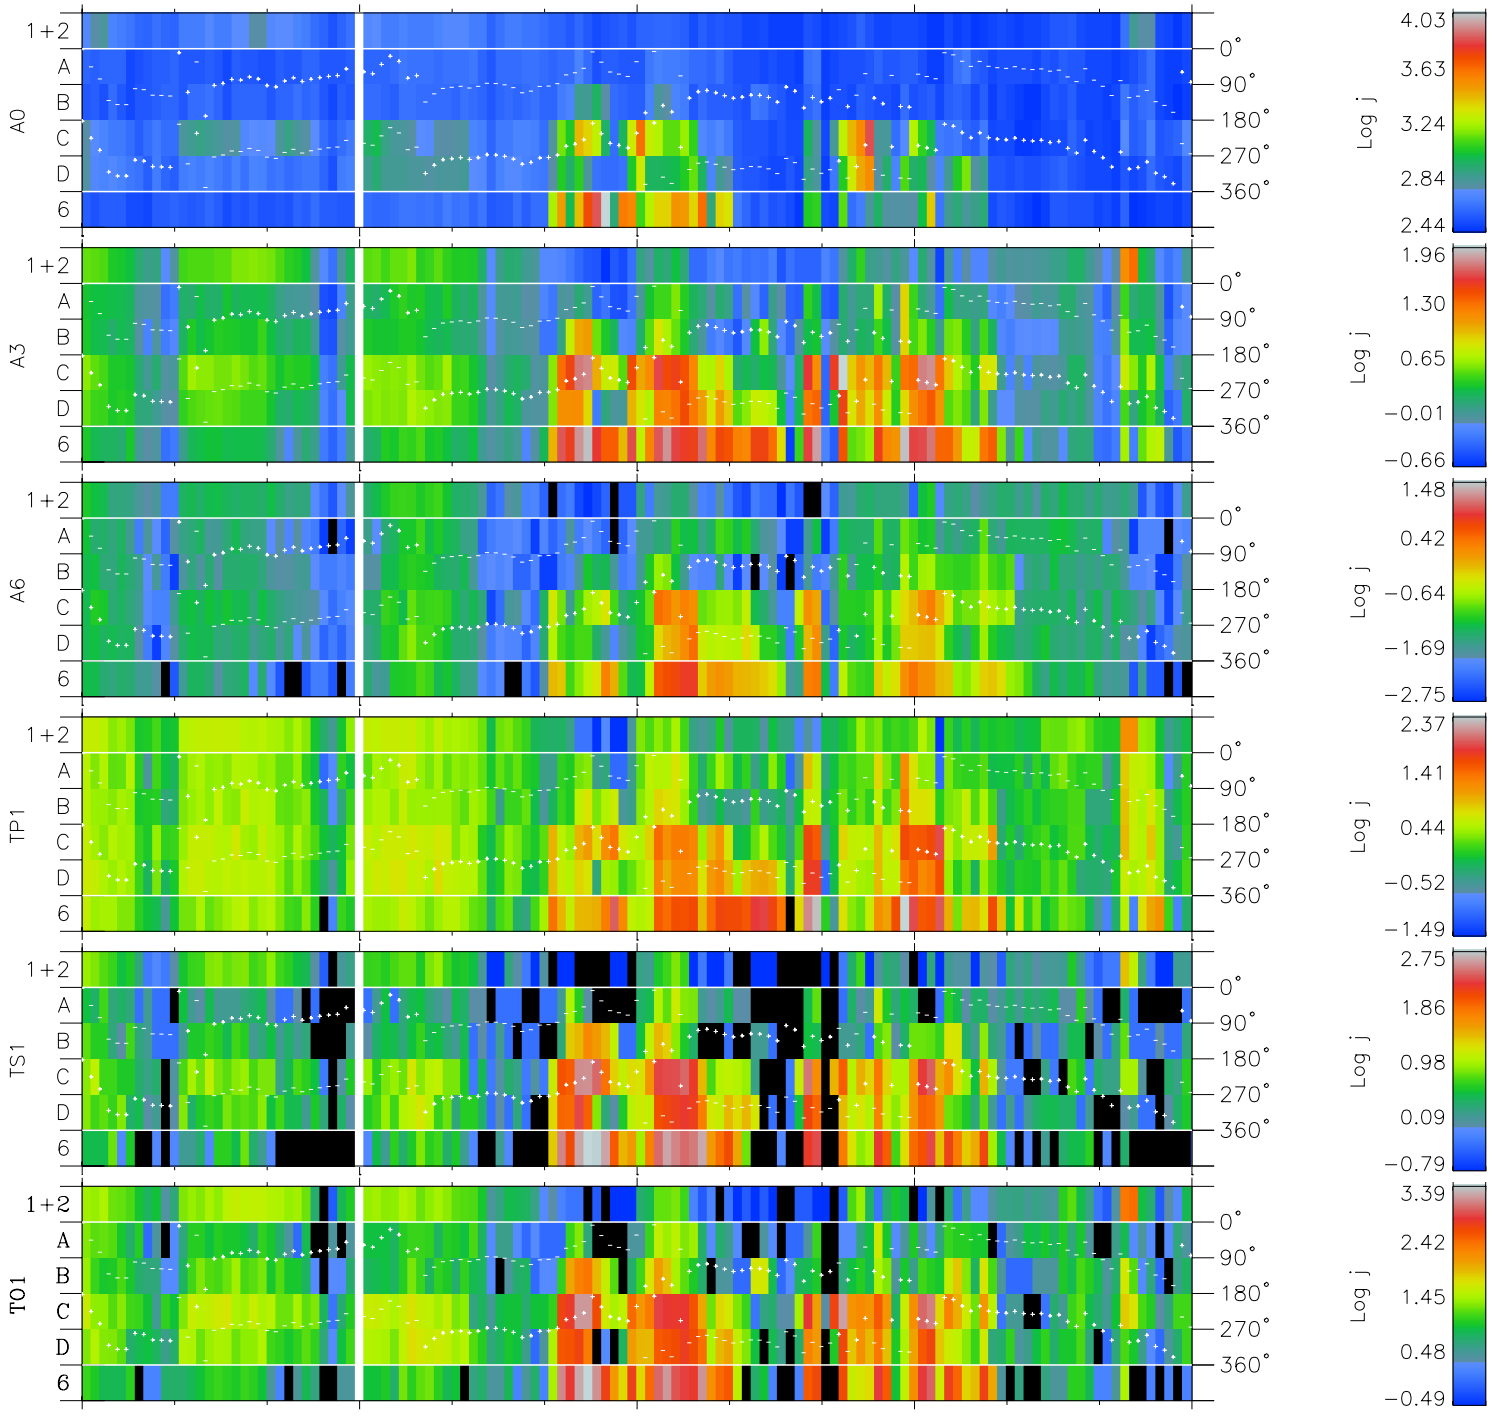 1+2
A
B
C
D
6
A0
0°
90°
180°
270°
360°
Log j
4.03
3.63
3.24
2.84
2.44
1+2
A
B
C
D
6
A3
0°
90°
180°
270°
360°
Log j
1.96
1.30
0.65
−0.01
−0.66
1+2
A
B
C
D
6
A6
0°
90°
180°
270°
360°
Log j
1.48
0.42
−0.64
−1.69
−2.75
1+2
A
B
C
D
6
TP1
0°
90°
180°
270°
360°
Log j
2.37
1.41
0.44
−0.52
−1.49
1+2
A
B
C
D
6
TS1
0°
90°
180°
270°
360°
Log j
2.75
1.86
0.98
0.09
−0.79
1+2
A
B
C
D
6
TO1
0°
90°
180°
270°
360°
Log j
3.39
2.42
1.45
0.48
−0.49